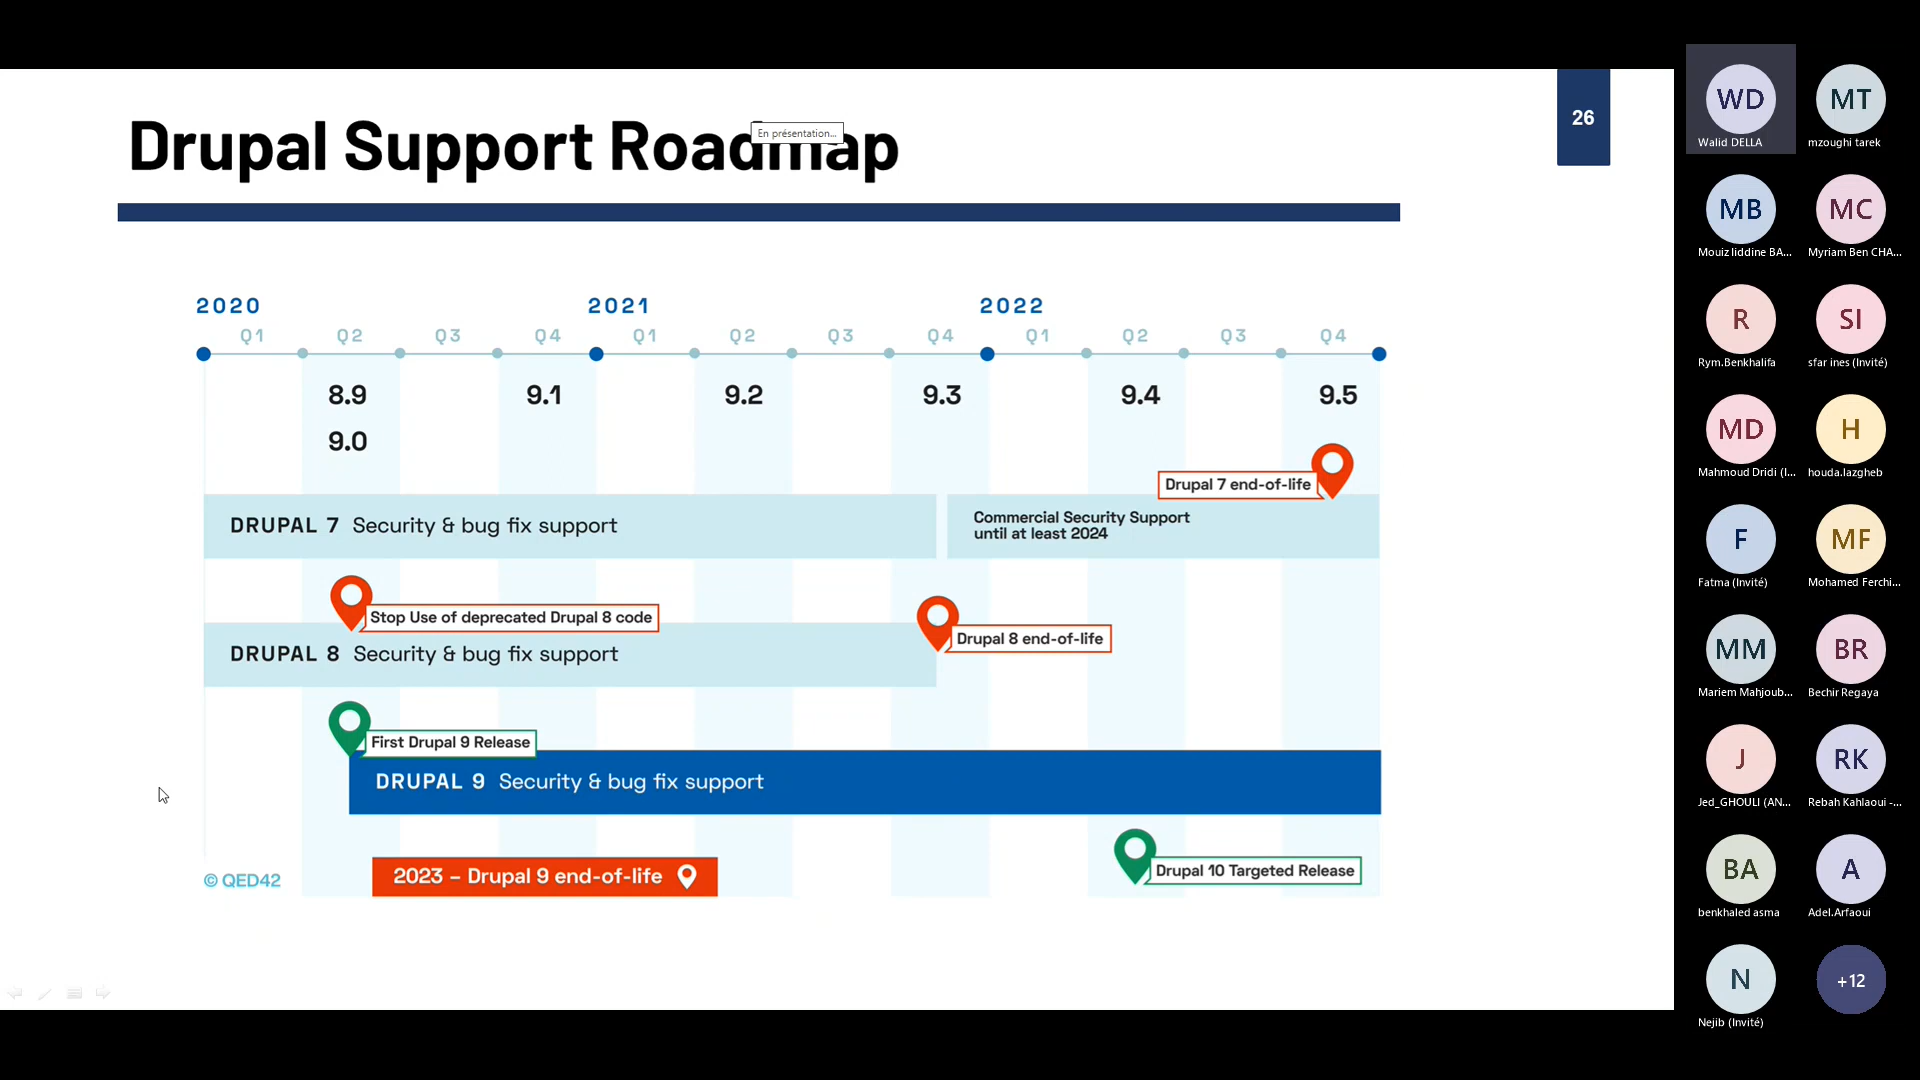 Drupal Support Roadmap
En présentation...
26
2020
2021
2022
Q1 Q2 Q3 Q4 Q1 Q2 Q3 Q4 Q1 Q2 Q3 Q4
8.9 9.1 9.2 9.3 9.4 9.5
9.0
Drupal 7 end-of-life
DRUPAL 7 Security & bug fix support
Commercial Security Support
until at least 2024
Stop Use of deprecated Drupal 8 code
Drupal 8 end-of-life
DRUPAL 8 Security & bug fix support
First Drupal 9 Release
DRUPAL 9 Security & bug fix support
Drupal 10 Targeted Release
2023 – Drupal 9 end-of-life
© QED42
WD
Walid DELLA
MT
mzoughi tarek
MB
Mouiz liddine BA...
MC
Myriam Ben CHA...
R
Rym.Benkhalifa
SI
sfar ines (Invité)
MD
Mahmoud Dridi (I...
H
houda.lazgheb
F
Fatma (Invité)
MF
Mohamed Ferchi...
MM
Mariem Mahjoub...
BR
Bechir Regaya
J
Jed_GHOULI (AN...
RK
Rebah Kahlaoui -...
BA
benkhaled asma
A
Adel.Arfaoui
N
Nejib (Invité)
+12